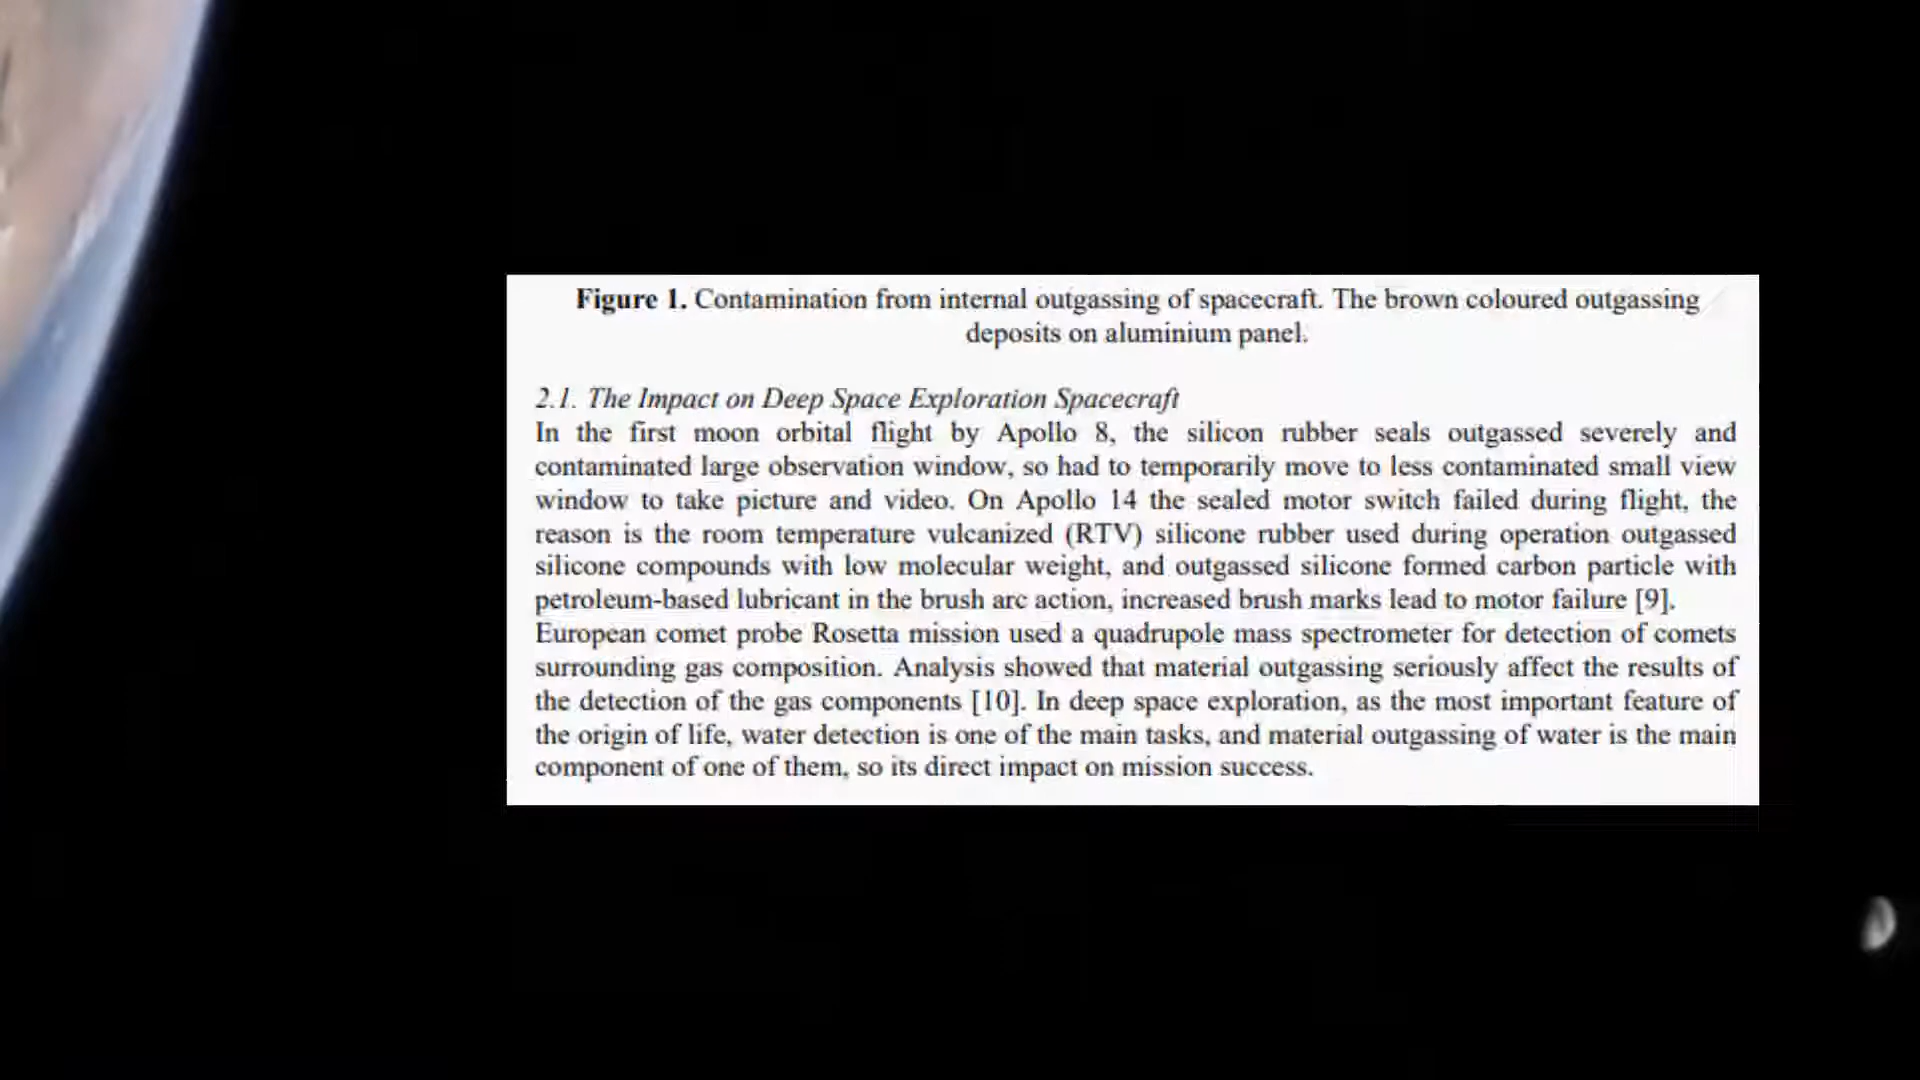 Figure 1. Contamination from internal outgassing of spacecraft. The brown coloured outgassing
deposits on aluminium panel.
2.1. The Impact on Deep Space Exploration Spacecraft
In the first moon orbital flight by Apollo 8, the silicon rubber seals outgassed severely and
contaminated large observation window, so had to temporarily move to less contaminated small view
window to take picture and video. On Apollo 14 the sealed motor switch failed during flight, the
reason is the room temperature vulcanized (RTV) silicone rubber used during operation outgassed
silicone compounds with low molecular weight, and outgassed silicone formed carbon particle with
petroleum-based lubricant in the brush arc action, increased brush marks lead to motor failure [9].
European comet probe Rosetta mission used a quadrupole mass spectrometer for detection of comets
surrounding gas composition. Analysis showed that material outgassing seriously affect the results of
the detection of the gas components [10]. In deep space exploration, as the most important feature of
the origin of life, water detection is one of the main tasks, and material outgassing of water is the main
component of one of them, so its direct impact on mission success.